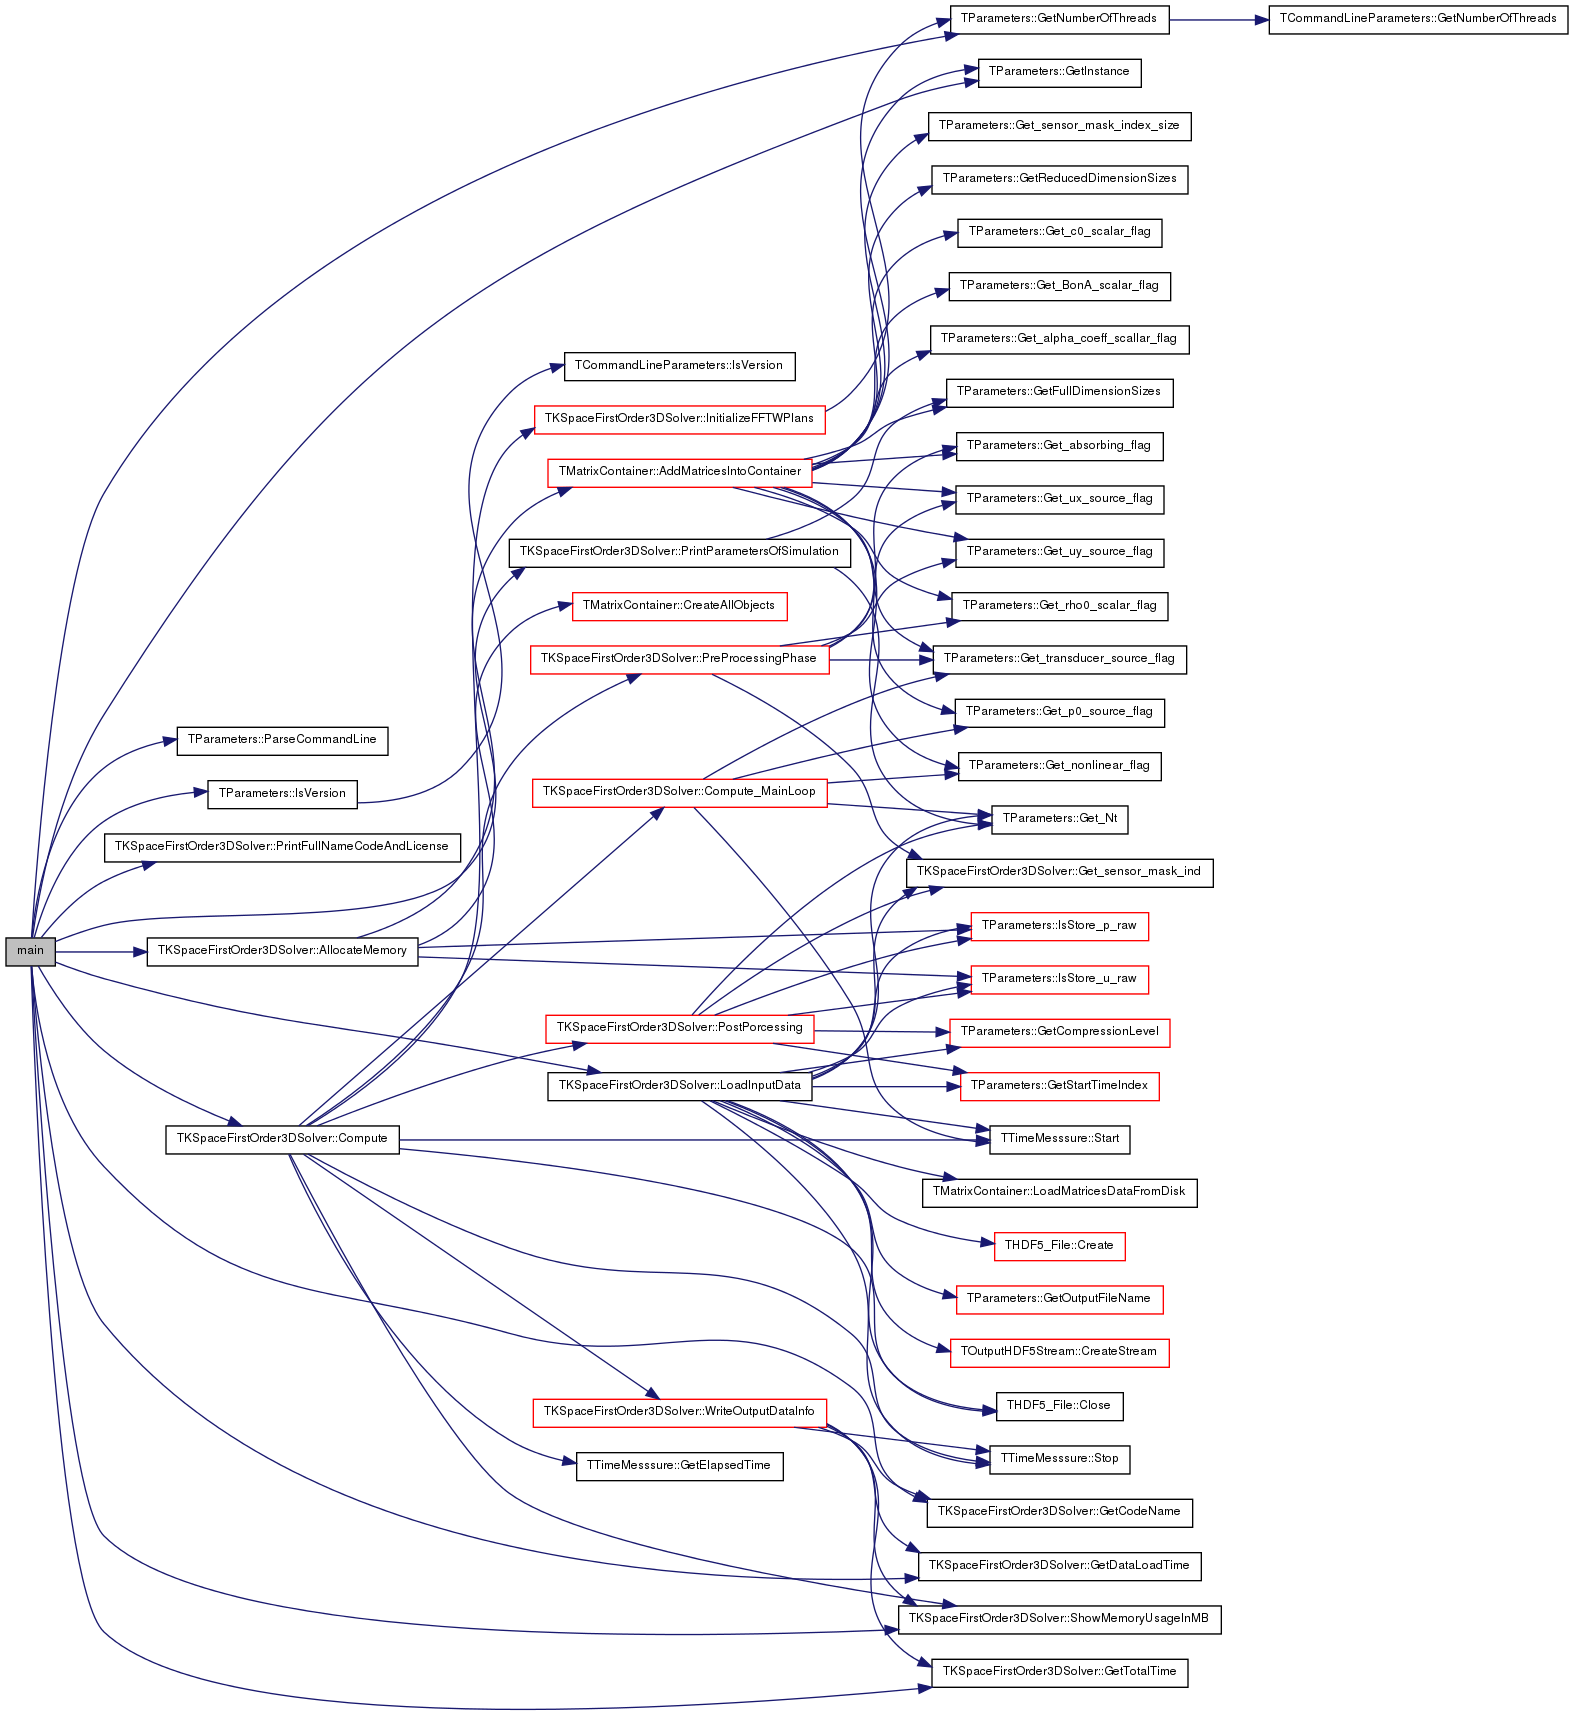 main
TParameters::ParseCommandLine
TParameters::IsVersion
TKSpaceFirstOrder3DSolver::PrintFullNameCodeAndLicense
TKSpaceFirstOrder3DSolver::AllocateMemory
TKSpaceFirstOrder3DSolver::Compute
TCommandLineParameters::IsVersion
TKSpaceFirstOrder3DSolver::InitializeFFTWPlans
TMatrixContainer::AddMatricesIntoContainer
TKSpaceFirstOrder3DSolver::PrintParametersOfSimulation
TMatrixContainer::CreateAllObjects
TKSpaceFirstOrder3DSolver::PreProcessingPhase
TKSpaceFirstOrder3DSolver::Compute_MainLoop
TKSpaceFirstOrder3DSolver::PostPorcessing
TKSpaceFirstOrder3DSolver::LoadInputData
TKSpaceFirstOrder3DSolver::WriteOutputDataInfo
TTimeMesssure::GetElapsedTime
TParameters::GetNumberOfThreads
TParameters::GetInstance
TParameters::Get_sensor_mask_index_size
TParameters::GetReducedDimensionSizes
TParameters::Get_c0_scalar_flag
TParameters::Get_BonA_scalar_flag
TParameters::Get_alpha_coeff_scallar_flag
TParameters::GetFullDimensionSizes
TParameters::Get_absorbing_flag
TParameters::Get_ux_source_flag
TParameters::Get_uy_source_flag
TParameters::Get_rho0_scalar_flag
TParameters::Get_transducer_source_flag
TParameters::Get_p0_source_flag
TParameters::Get_nonlinear_flag
TParameters::Get_Nt
TKSpaceFirstOrder3DSolver::Get_sensor_mask_ind
TParameters::IsStore_p_raw
TParameters::IsStore_u_raw
TParameters::GetCompressionLevel
TParameters::GetStartTimeIndex
TTimeMesssure::Start
TMatrixContainer::LoadMatricesDataFromDisk
THDF5_File::Create
TParameters::GetOutputFileName
TOutputHDF5Stream::CreateStream
THDF5_File::Close
TTimeMesssure::Stop
TKSpaceFirstOrder3DSolver::GetCodeName
TKSpaceFirstOrder3DSolver::GetDataLoadTime
TKSpaceFirstOrder3DSolver::ShowMemoryUsageInMB
TKSpaceFirstOrder3DSolver::GetTotalTime
TCommandLineParameters::GetNumberOfThreads